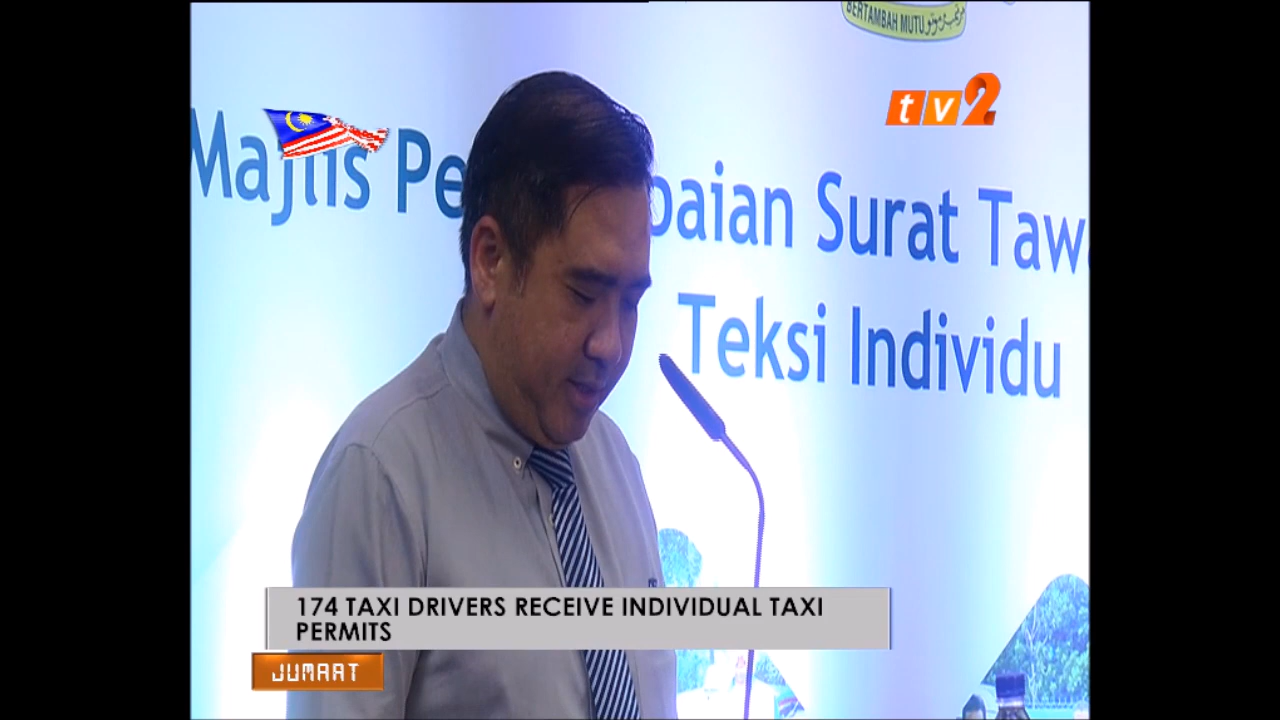 BERTAMBAH MUTU
tv2
Majlis Pe paian Surat Taw
Teksi Individu
174 TAXI DRIVERS RECEIVE INDIVIDUAL TAXI
PERMITS
JUMAAT